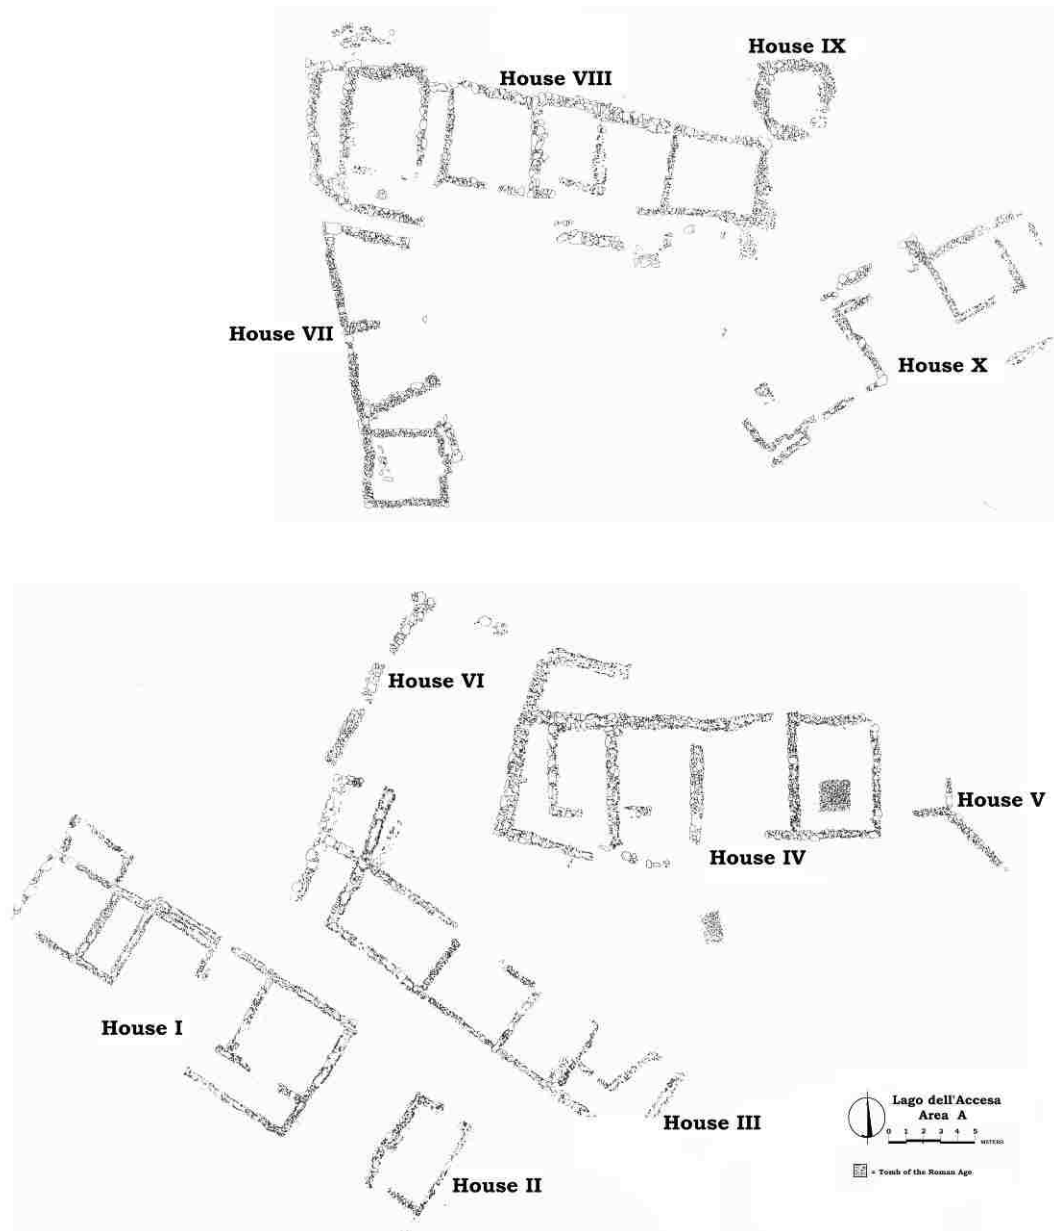 House IX
House VIII
House VII
House X
House VI
House V
House IV
House I
House III
House II
Lago dell'Accesa
Area A
0 1 2 3 4 5
METERS
= Tomb of the Roman Age